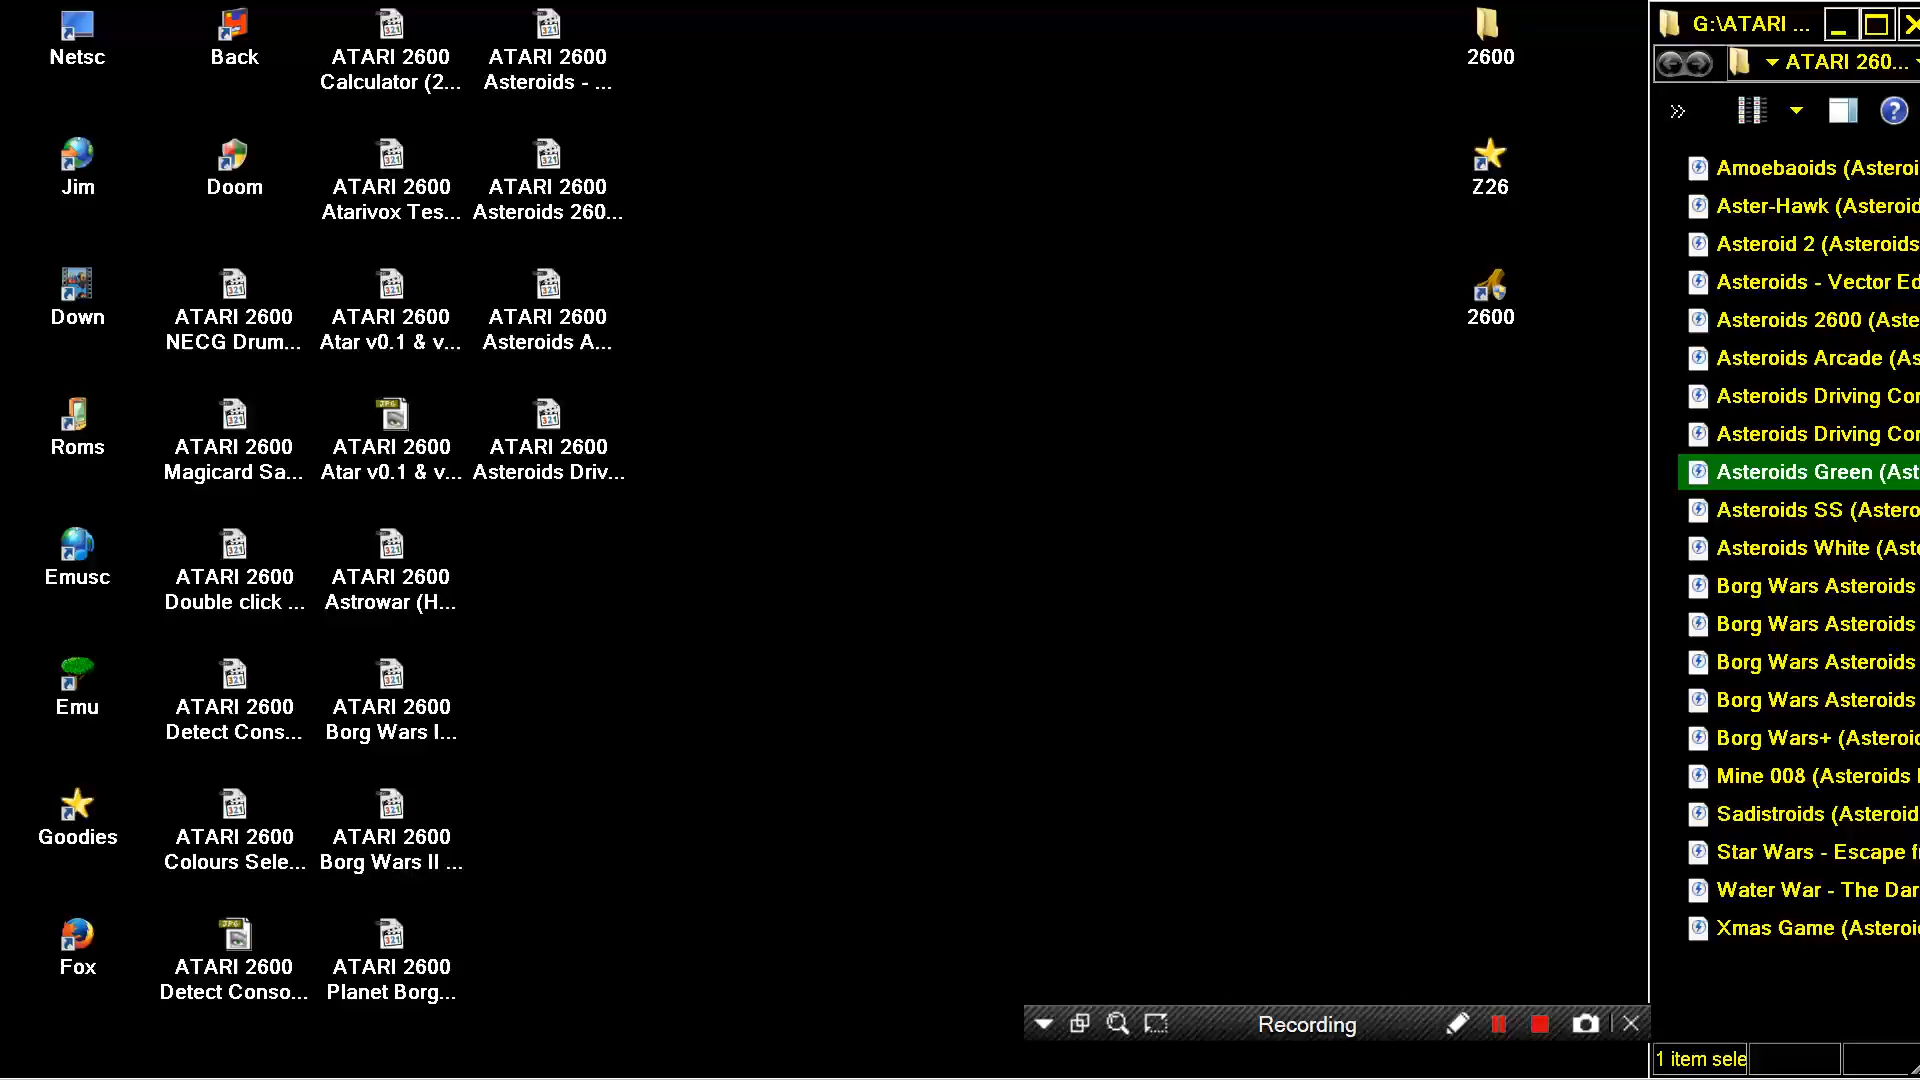 Netsc
Back
ATARI 2600
Calculator (2...
ATARI 2600
Asteroids - ...
2600
Jim
Doom
ATARI 2600
Atarivox Tes...
ATARI 2600
Asteroids 260...
Z26
Down
ATARI 2600
NECG Drum...
ATARI 2600
Atar v0.1 & v...
ATARI 2600
Asteroids A...
2600
Roms
ATARI 2600
Magicard Sa...
ATARI 2600
Atar v0.1 & v...
ATARI 2600
Asteroids Driv...
Emusc
ATARI 2600
Double click ...
ATARI 2600
Astrowar (H...
Emu
ATARI 2600
Detect Cons...
ATARI 2600
Borg Wars I...
Goodies
ATARI 2600
Colours Sele...
ATARI 2600
Borg Wars II ...
Fox
ATARI 2600
Detect Conso...
ATARI 2600
Planet Borg...
Recording
G:\ATARI ...
ATARI 260...
Amoebaoids (Asteroi
Aster-Hawk (Asteroid
Asteroid 2 (Asteroids
Asteroids - Vector Ed
Asteroids 2600 (Aste
Asteroids Arcade (As
Asteroids Driving Con
Asteroids Driving Con
Asteroids Green (Ast
Asteroids SS (Astero
Asteroids White (Aste
Borg Wars Asteroids
Borg Wars Asteroids
Borg Wars Asteroids
Borg Wars Asteroids
Borg Wars+ (Asteroid
Mine 008 (Asteroids
Sadistroids (Asteroid
Star Wars - Escape f
Water War - The Dar
Xmas Game (Asteroi
1 item sele